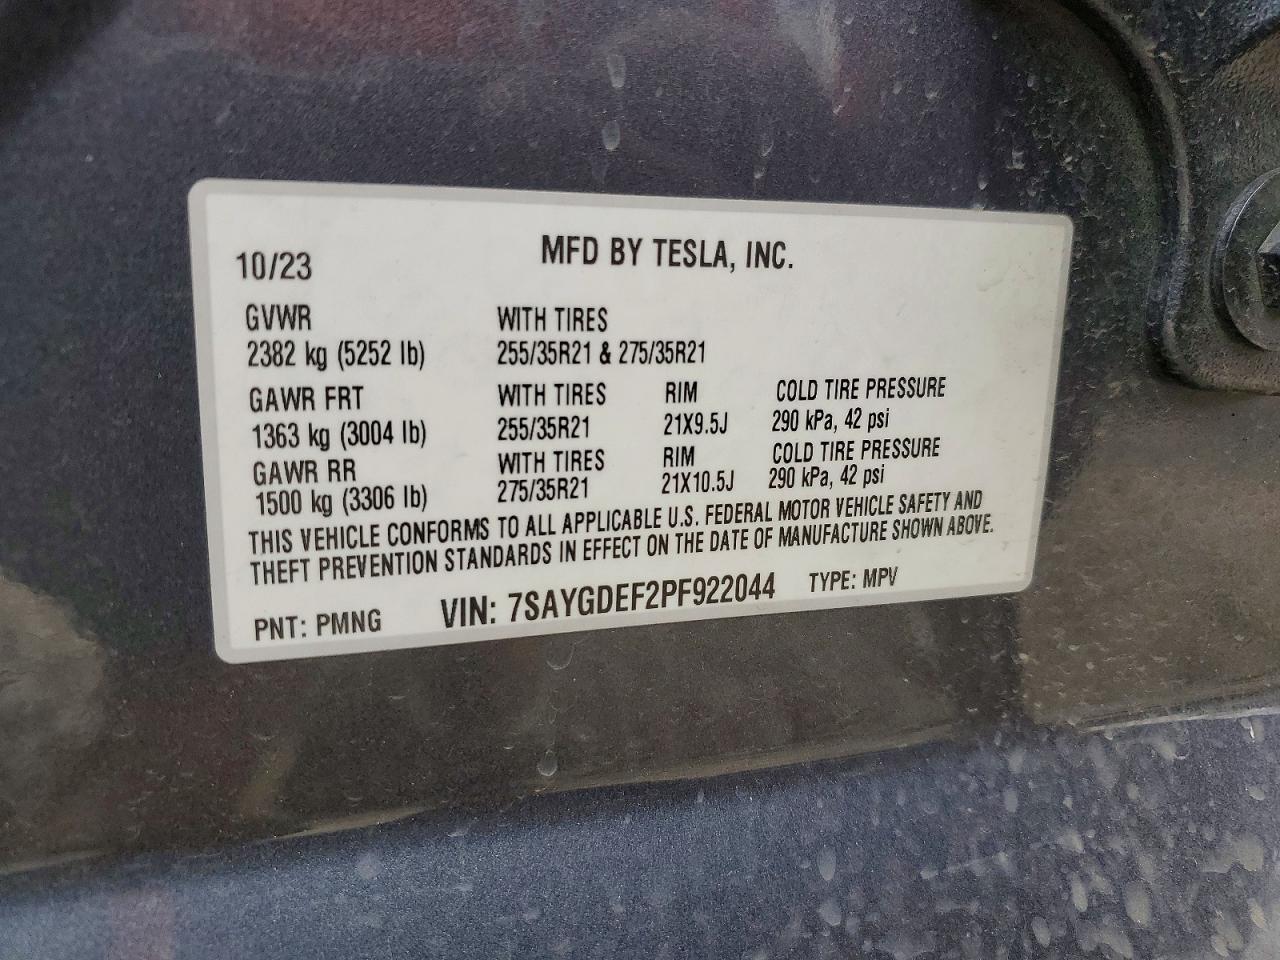 10/23 MFD BY TESLA, INC.
GVWR WITH TIRES
2382 kg (5252 lb) 255/35R21 & 275/35R21
GAWR FRT WITH TIRES RIM COLD TIRE PRESSURE
1363 kg (3004 lb) 255/35R21 21X9.5J 290 kPa, 42 psi
GAWR RR WITH TIRES RIM COLD TIRE PRESSURE
1500 kg (3306 lb) 275/35R21 21X10.5J 290 kPa, 42 psi
THIS VEHICLE CONFORMS TO ALL APPLICABLE U.S. FEDERAL MOTOR VEHICLE SAFETY AND
THEFT PREVENTION STANDARDS IN EFFECT ON THE DATE OF MANUFACTURE SHOWN ABOVE.
PNT: PMNG VIN: 7SAYGDEF2PF922044 TYPE: MPV